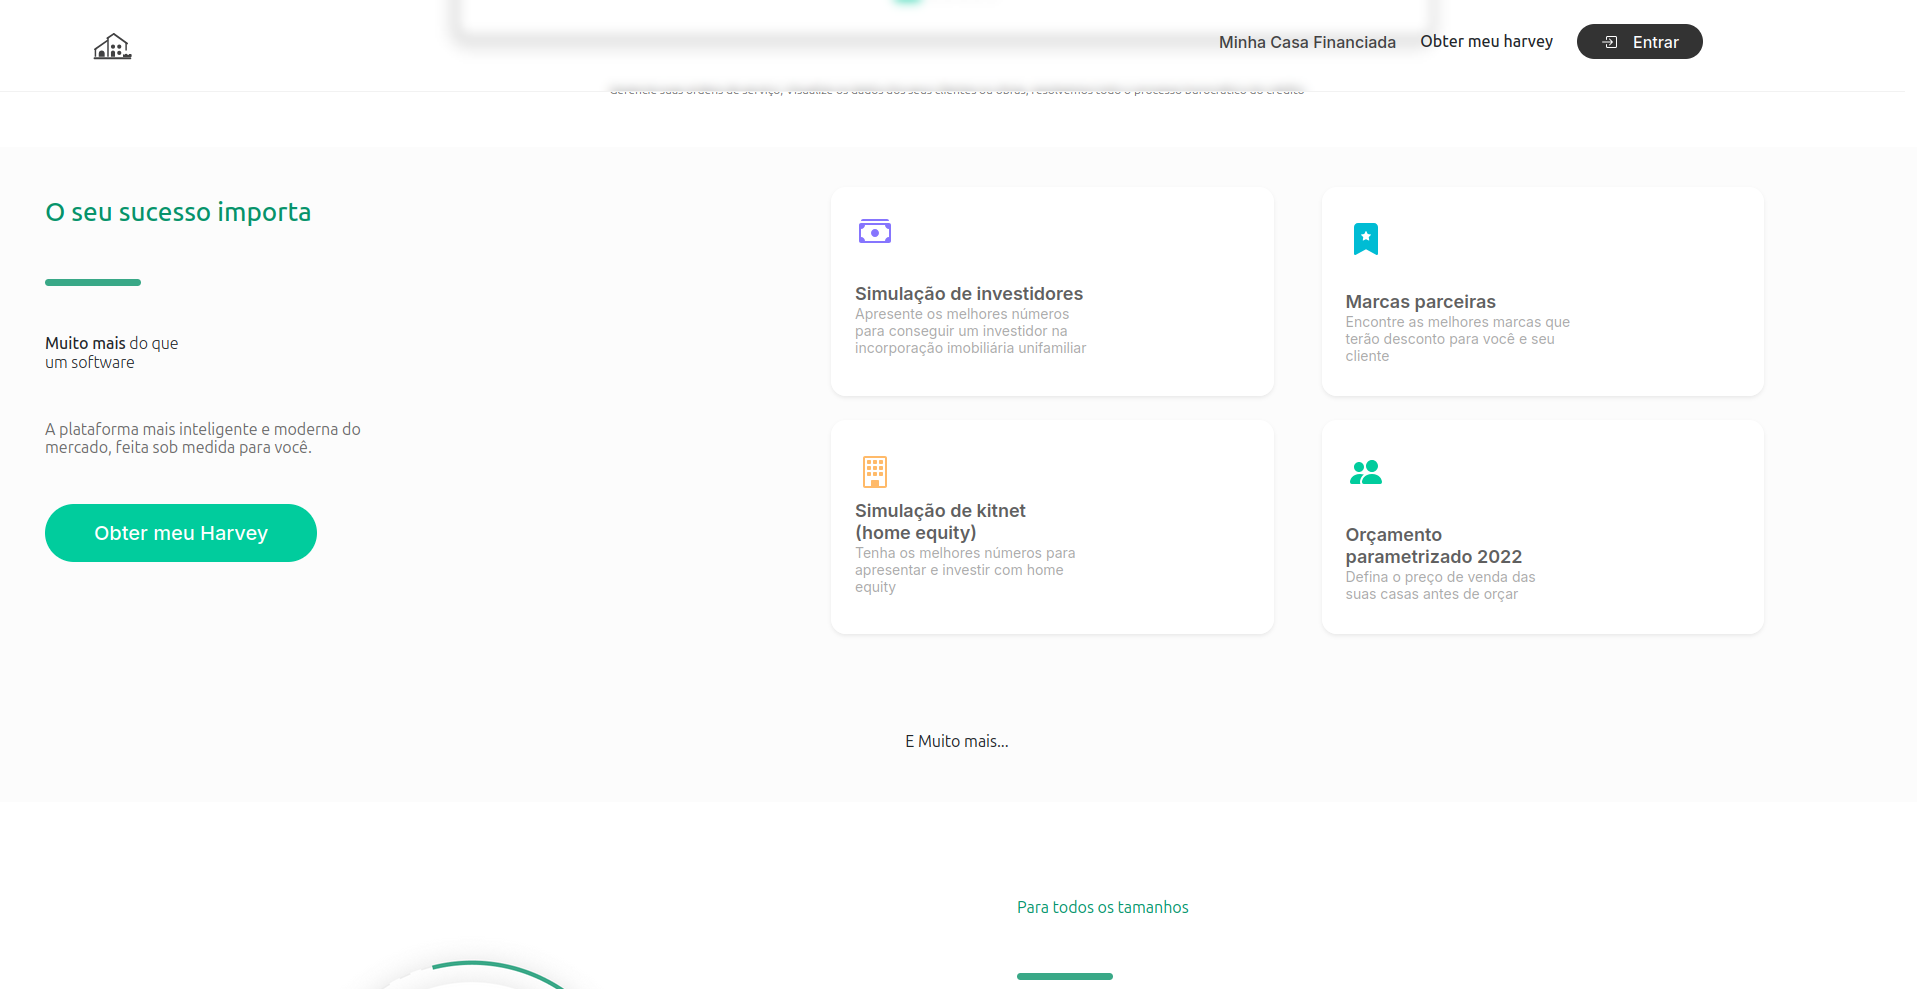 Minha Casa Financiada
Obter meu harvey
Entrar
Gerencie suas ordens de serviço, visualize os dados dos seus clientes ou obras, resolvemos todo o processo burocrático do crédito
O seu sucesso importa
Muito mais do que
um software
A plataforma mais inteligente e moderna do
mercado, feita sob medida para você.
Obter meu Harvey
Simulação de investidores
Apresente os melhores números
para conseguir um investidor na
incorporação imobiliária unifamiliar
Marcas parceiras
Encontre as melhores marcas que
terão desconto para você e seu
cliente
Simulação de kitnet
(home equity)
Tenha os melhores números para
apresentar e investir com home
equity
Orçamento
parametrizado 2022
Defina o preço de venda das
suas casas antes de orçar
E Muito mais...
Para todos os tamanhos